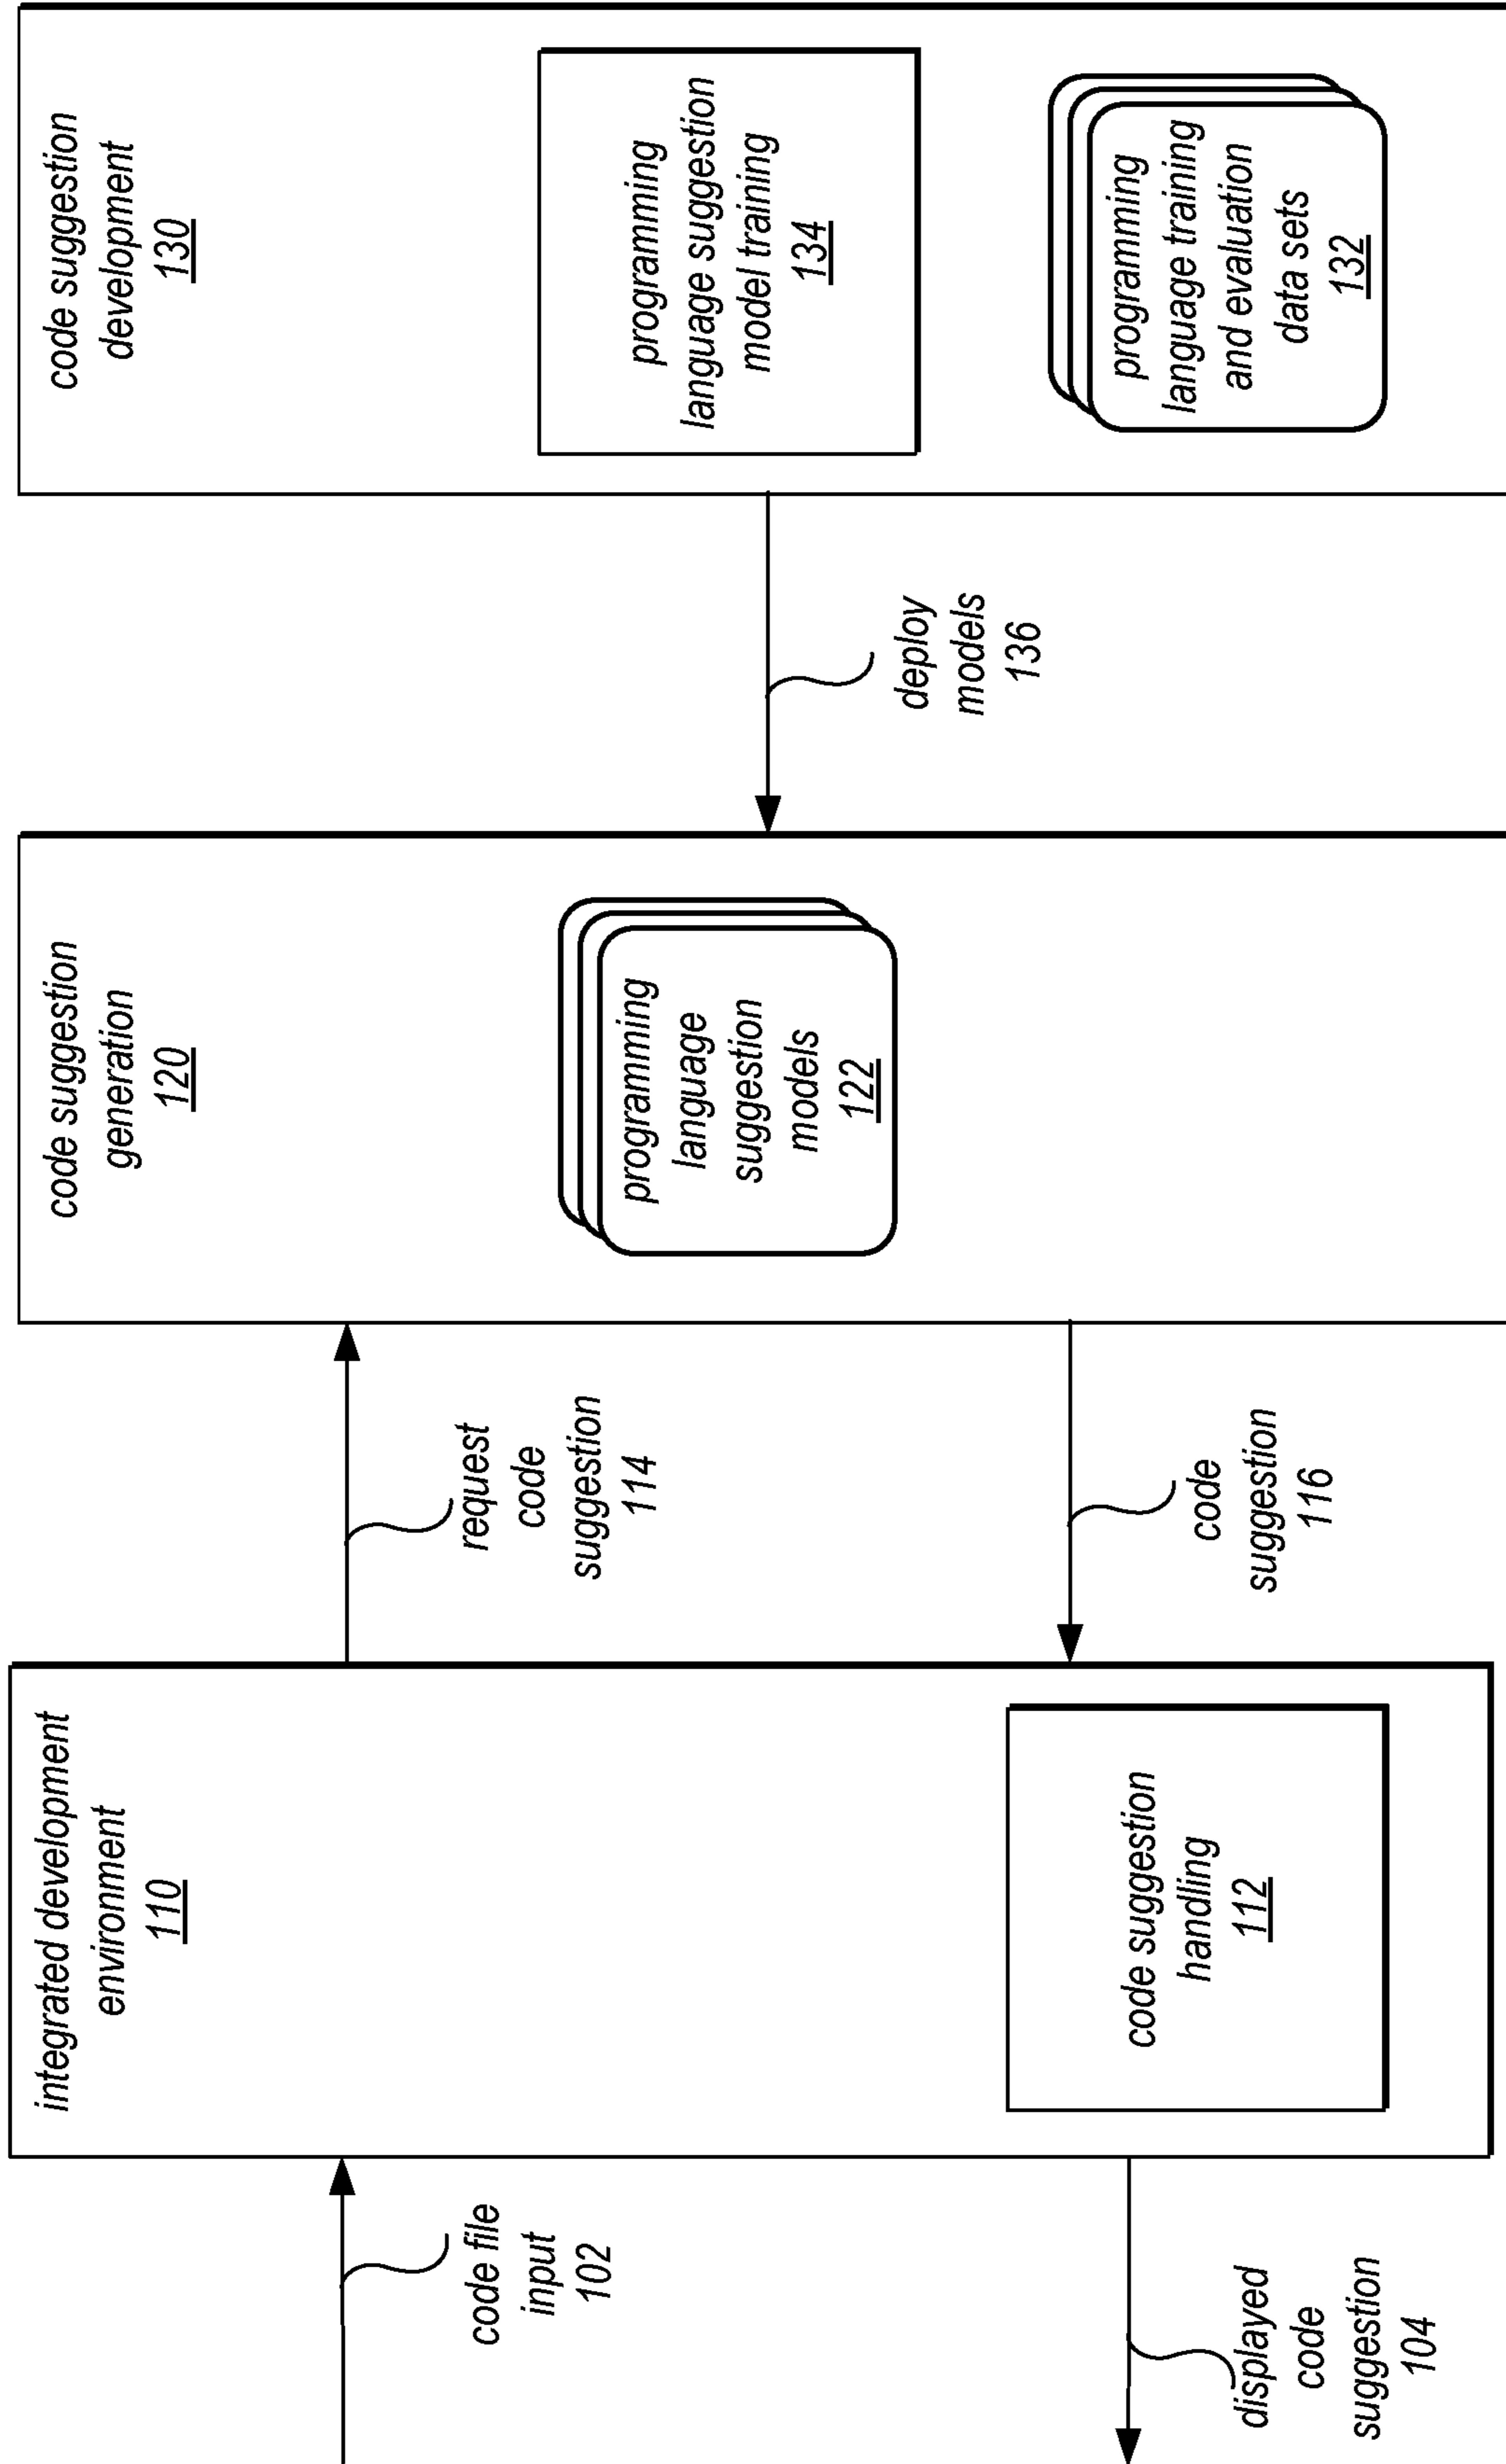 code file
input
102
displayed
code
suggestion
104
integrated development
environment
110
code suggestion
handling
112
request
code
suggestion
114
code
suggestion
116
code suggestion
generation
120
programming
language
suggestion
models
122
deploy
models
136
code suggestion
development
130
programming
language suggestion
model training
134
programming
language training
and evaluation
data sets
132